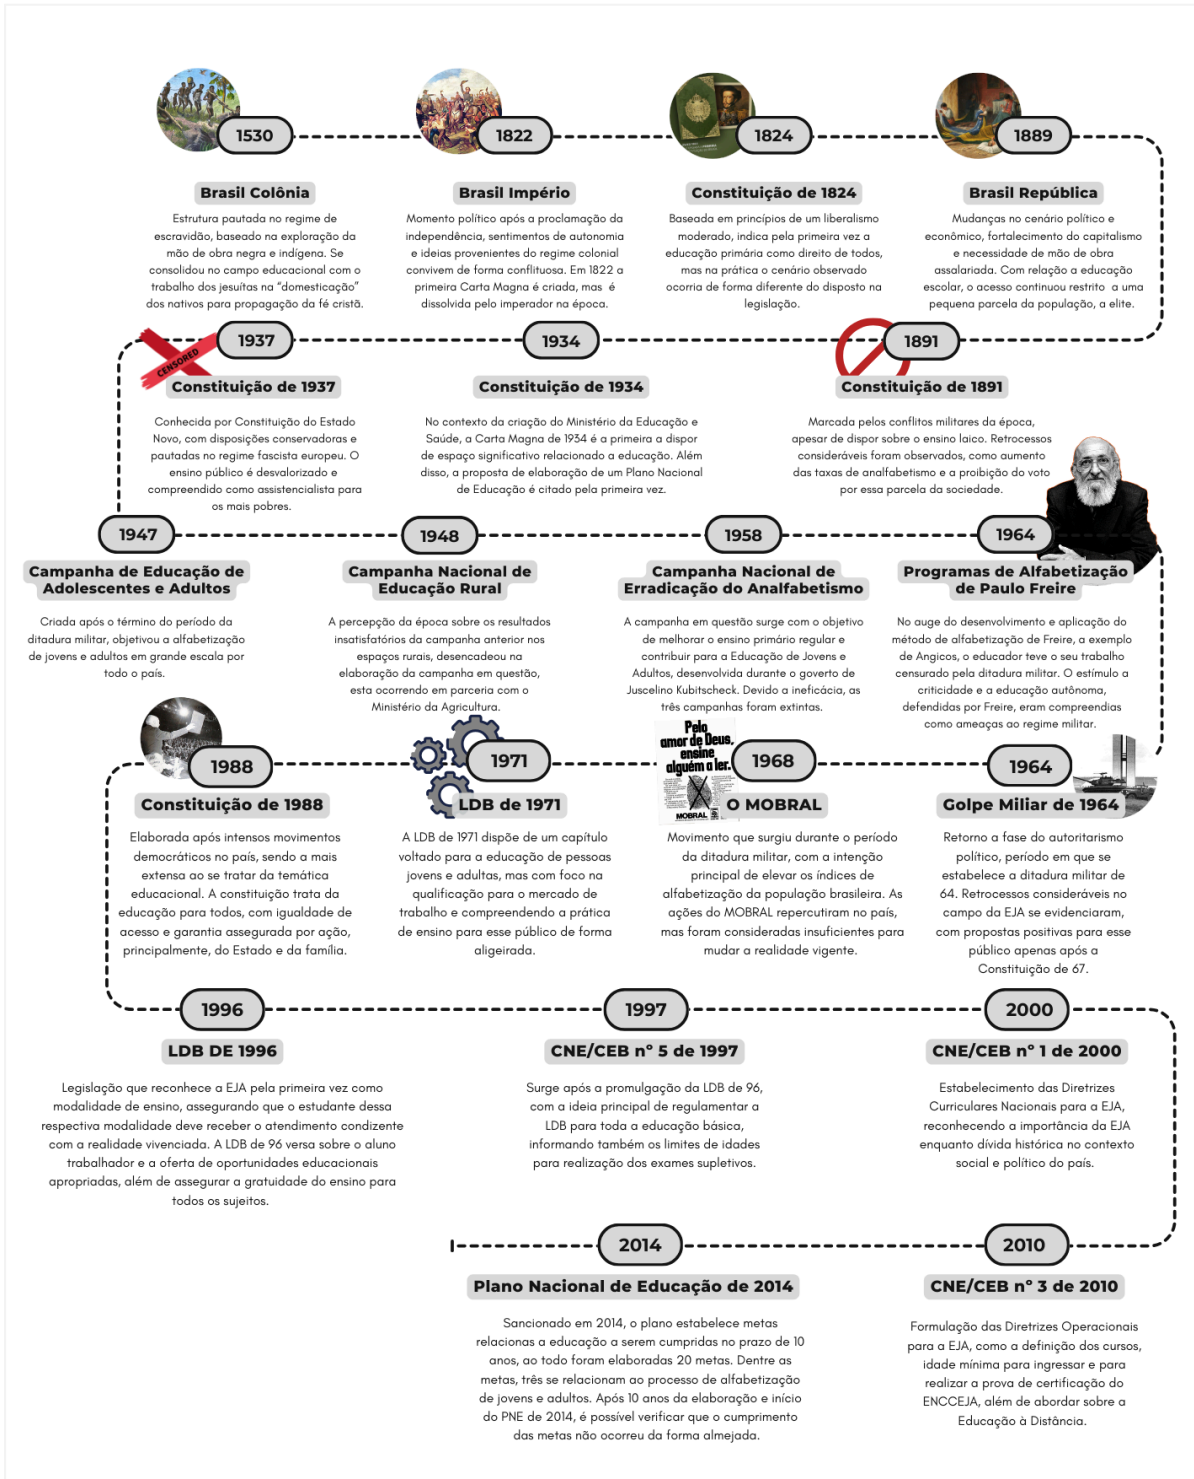 1530
1822
1824
1889
Brasil Colônia
Estrutura pautada no regime de
escravidão, baseado na exploração da
mão de obra negra e indígena. Se
consolidou no campo educacional com o
trabalho dos jesuítas na “domesticação”
dos nativos para propagação da fé cristã.
Brasil Império
Momento político após a proclamação da
independência, sentimentos de autonomia
e ideias provenientes do regime colonial
convivem de forma conflituosa. Em 1822 a
primeira Carta Magna é criada, mas é
dissolvida pelo imperador na época.
Constituição de 1824
Baseada em princípios de um liberalismo
moderado, indica pela primeira vez a
educação primária como direito de todos,
mas na prática o cenário observado
ocorria de forma diferente do disposto na
legislação.
Brasil República
Mudanças no cenário político e
econômico, fortalecimento do capitalismo
e necessidade de mão de obra
assalariada. Com relação a educação
escolar, o acesso continuou restrito a uma
pequena parcela da população, a elite.
CENSORED
1937
1934
1891
Constituição de 1937
Conhecida por Constituição do Estado
Novo, com disposições conservadoras e
pautadas no regime fascista europeu. O
ensino público é desvalorizado e
compreendido como assistencialista para
os mais pobres.
Constituição de 1934
No contexto da criação do Ministério da Educação e
Saúde, a Carta Magna de 1934 é a primeira a dispor
de espaço significativo relacionado a educação. Além
disso, a proposta de elaboração de um Plano Nacional
de Educação é citado pela primeira vez.
Constituição de 1891
Marcada pelos conflitos militares da época,
apesar de dispor sobre o ensino laico. Retrocessos
consideráveis foram observados, como aumento
das taxas de analfabetismo e a proibição do voto
por essa parcela da sociedade.
1947
1948
1958
1964
Campanha de Educação de
Adolescentes e Adultos
Criada após o término do período da
ditadura militar, objetivou a alfabetização
de jovens e adultos em grande escala por
todo o país.
Campanha Nacional de
Educação Rural
A percepção da época sobre os resultados
insatisfatórios da campanha anterior nos
espaços rurais, desencadeou na
elaboração da campanha em questão,
esta ocorrendo em parceria com o
Ministério da Agricultura.
Campanha Nacional de
Erradicação do Analfabetismo
A campanha em questão surge com o objetivo
de melhorar o ensino primário regular e
contribuir para a Educação de Jovens e
Adultos, desenvolvida durante o goverto de
Juscelino Kubitscheck. Devido a ineficácia, as
três campanhas foram extintas.
Programas de Alfabetização
de Paulo Freire
No auge do desenvolvimento e aplicação do
método de alfabetização de Freire, a exemplo
de Angicos, o educador teve o seu trabalho
censurado pela ditadura militar. O estímulo a
criticidade e a educação autônoma,
defendidas por Freire, eram compreendias
como ameaças ao regime militar.
1988
1971
Pelo
amor de Deus,
ensine
alguém a ler.
MOBRAL
1968
1964
Constituição de 1988
Elaborada após intensos movimentos
democráticos no país, sendo a mais
extensa ao se tratar da temática
educacional. A constituição trata da
educação para todos, com igualdade de
acesso e garantia assegurada por ação,
principalmente, do Estado e da família.
LDB de 1971
A LDB de 1971 dispõe de um capítulo
voltado para a educação de pessoas
jovens e adultas, mas com foco na
qualificação para o mercado de
trabalho e compreendendo a prática
de ensino para esse público de forma
aligeirada.
O MOBRAL
Movimento que surgiu durante o período
da ditadura militar, com a intenção
principal de elevar os índices de
alfabetização da população brasileira. As
ações do MOBRAL repercutiram no país,
mas foram consideradas insuficientes para
mudar a realidade vigente.
Golpe Miliar de 1964
Retorno a fase do autoritarismo
político, período em que se
estabelece a ditadura militar de
64. Retrocessos consideráveis no
campo da EJA se evidenciaram,
com propostas positivas para esse
público apenas após a
Constituição de 67.
1996
1997
2000
LDB DE 1996
Legislação que reconhece a EJA pela primeira vez como
modalidade de ensino, assegurando que o estudante dessa
respectiva modalidade deve receber o atendimento condizente
com a realidade vivenciada. A LDB de 96 versa sobre o aluno
trabalhador e a oferta de oportunidades educacionais
apropriadas, além de assegurar a gratuidade do ensino para
todos os sujeitos.
CNE/CEB nº 5 de 1997
Surge após a promulgação da LDB de 96,
com a ideia principal de regulamentar a
LDB para toda a educação básica,
informando também os limites de idades
para realização dos exames supletivos.
CNE/CEB nº 1 de 2000
Estabelecimento das Diretrizes
Curriculares Nacionais para a EJA,
reconhecendo a importância da EJA
enquanto dívida histórica no contexto
social e político do país.
2014
2010
Plano Nacional de Educação de 2014
Sancionado em 2014, o plano estabelece metas
relacionas a educação a serem cumpridas no prazo de 10
anos, ao todo foram elaboradas 20 metas. Dentre as
metas, três se relacionam ao processo de alfabetização
de jovens e adultos. Após 10 anos da elaboração e início
do PNE de 2014, é possível verificar que o cumprimento
das metas não ocorreu da forma almejada.
CNE/CEB nº 3 de 2010
Formulação das Diretrizes Operacionais
para a EJA, como a definição dos cursos,
idade mínima para ingressar e para
realizar a prova de certificação do
ENCCEJA, além de abordar sobre a
Educação à Distância.